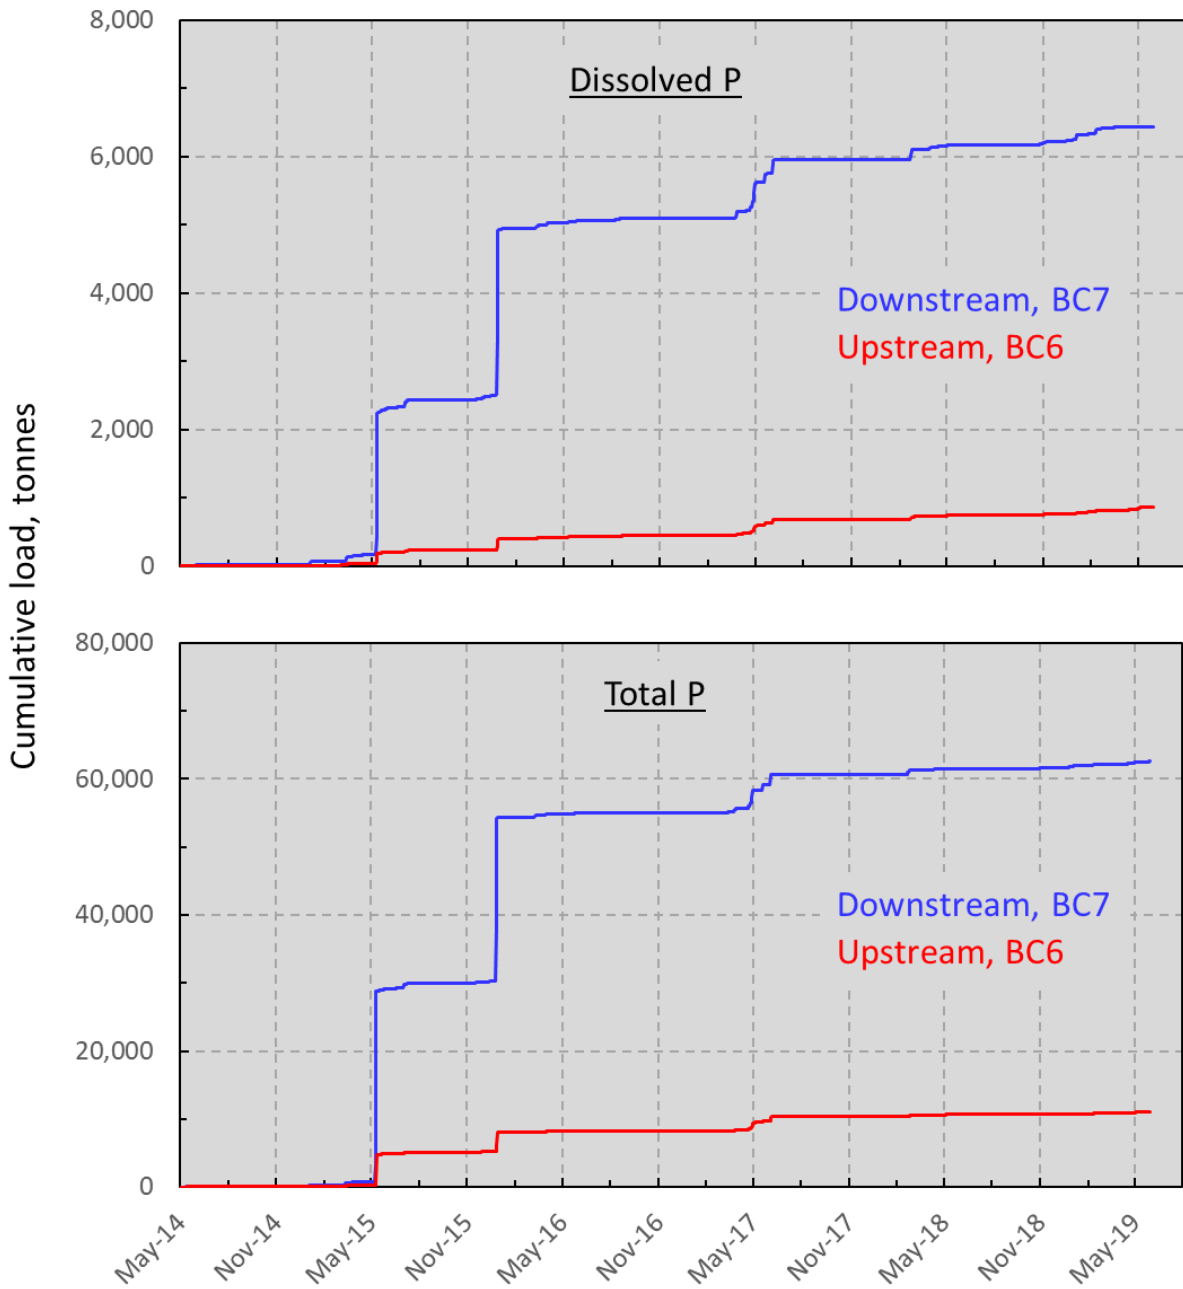 Cumulative load, tonnes
8,000
6,000
4,000
2,000
0
Dissolved P
Downstream, BC7
Upstream, BC6
80,000
60,000
40,000
20,000
0
Total P
Downstream, BC7
Upstream, BC6
May-14
Nov-14
May-15
Nov-15
May-16
Nov-16
May-17
Nov-17
May-18
Nov-18
May-19